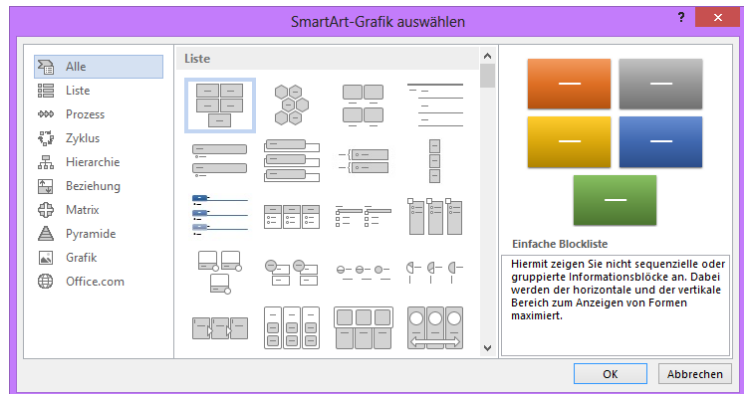 SmartArt-Grafik auswählen
?
Alle
Liste
Prozess
Zyklus
Hierarchie
Beziehung
Matrix
Pyramide
Grafik
Office.com
Liste
Einfache Blockliste
Hiermit zeigen Sie nicht sequenzielle oder
gruppierte Informationsblöcke an. Dabei
werden der horizontale und der vertikale
Bereich zum Anzeigen von Formen
maximiert.
OK
Abbrechen